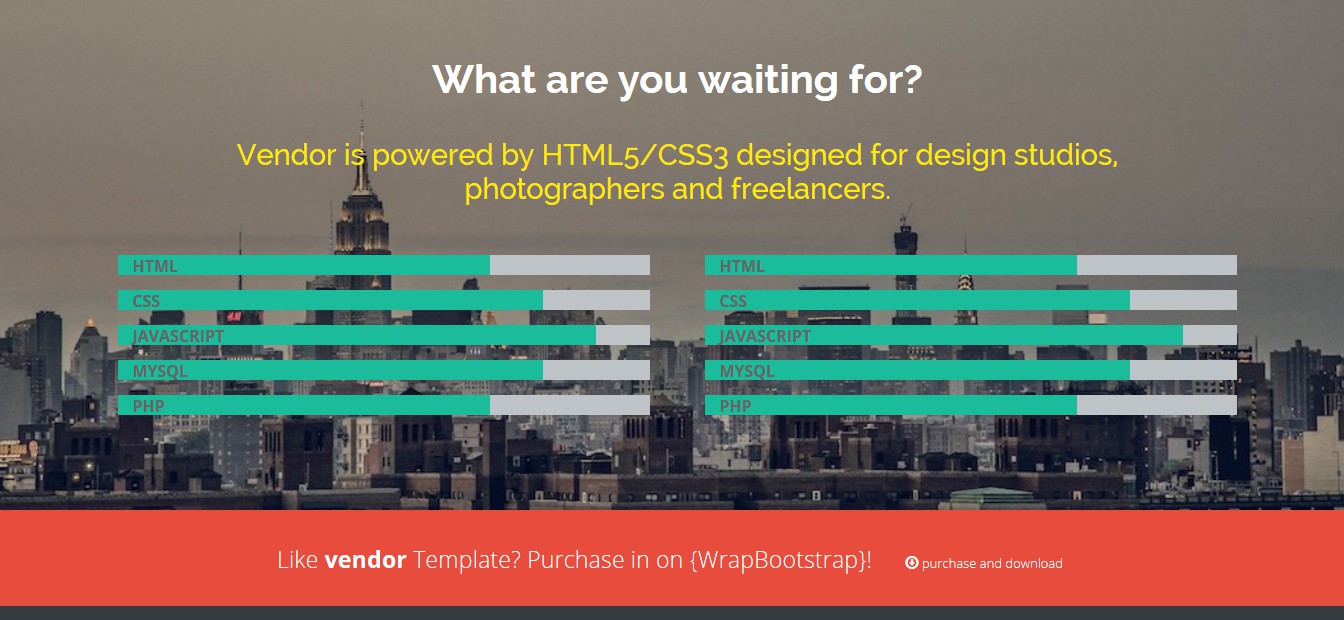 What are you waiting for?
Vendor is powered by HTML5/CSS3 designed for design studios,
photographers and freelancers.
HTML
CSS
JAVASCRIPT
MYSQL
PHP
HTML
CSS
JAVASCRIPT
MYSQL
PHP
Like vendor Template? Purchase in on {WrapBootstrap}!
purchase and download